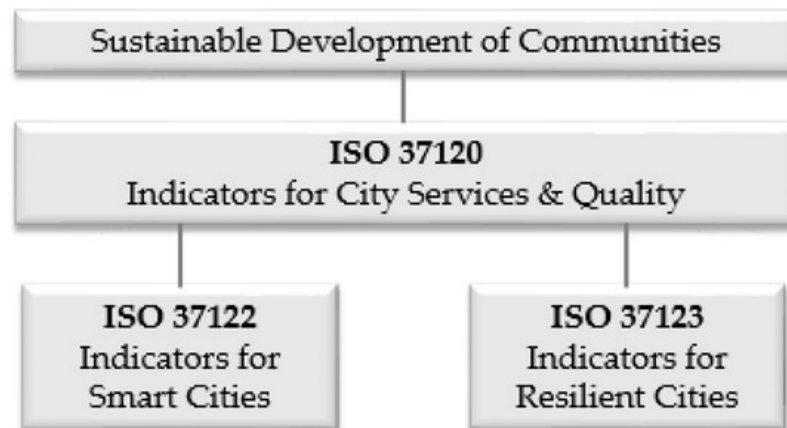 Sustainable Development of Communities
ISO 37120
Indicators for City Services & Quality
ISO 37122
Indicators for
Smart Cities
ISO 37123
Indicators for
Resilient Cities